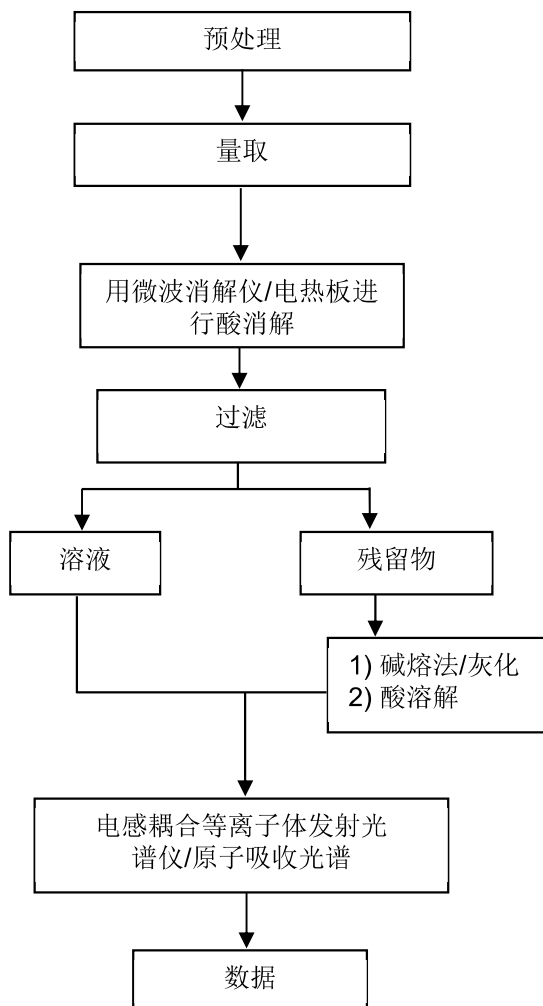 预处理
量取
用微波消解仪/电热板进
行酸消解
过滤
溶液
残留物
1) 碱熔法/灰化
2) 酸溶解
电感耦合等离子体发射光
谱仪/原子吸收光谱
数据